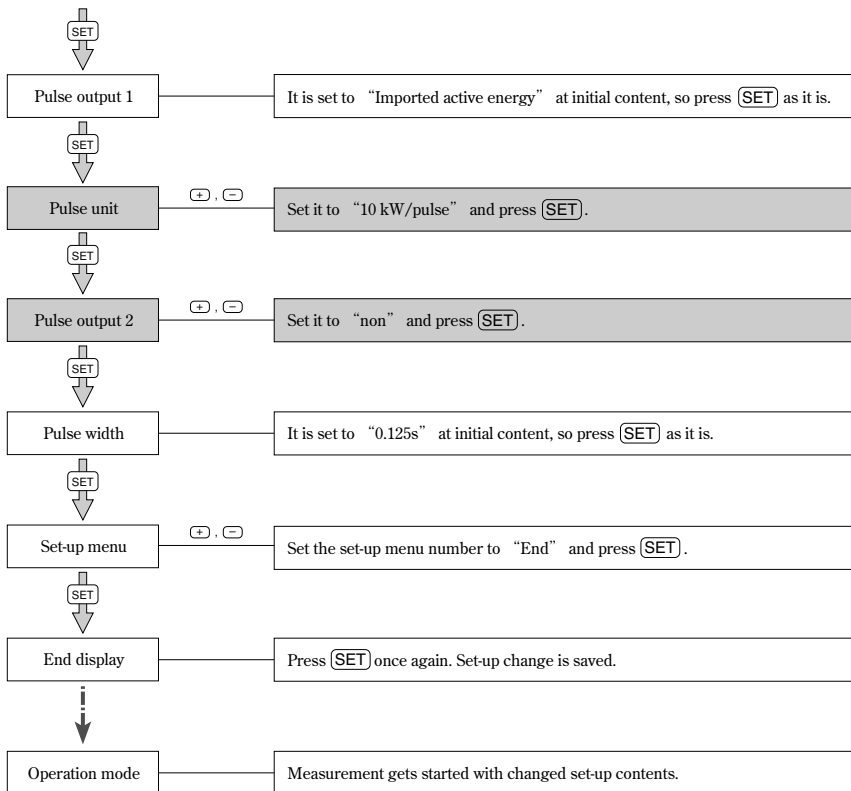 SET
Pulse output 1
It is set to “Imported active energy” at initial content, so press SET as it is.
SET
Pulse unit
+ , −
Set it to “10 kW/pulse” and press SET .
SET
Pulse output 2
+ , −
Set it to “non” and press SET .
SET
Pulse width
It is set to “0.125s” at initial content, so press SET as it is.
SET
Set-up menu
+ , −
Set the set-up menu number to “End” and press SET .
SET
End display
Press SET once again. Set-up change is saved.
Operation mode
Measurement gets started with changed set-up contents.